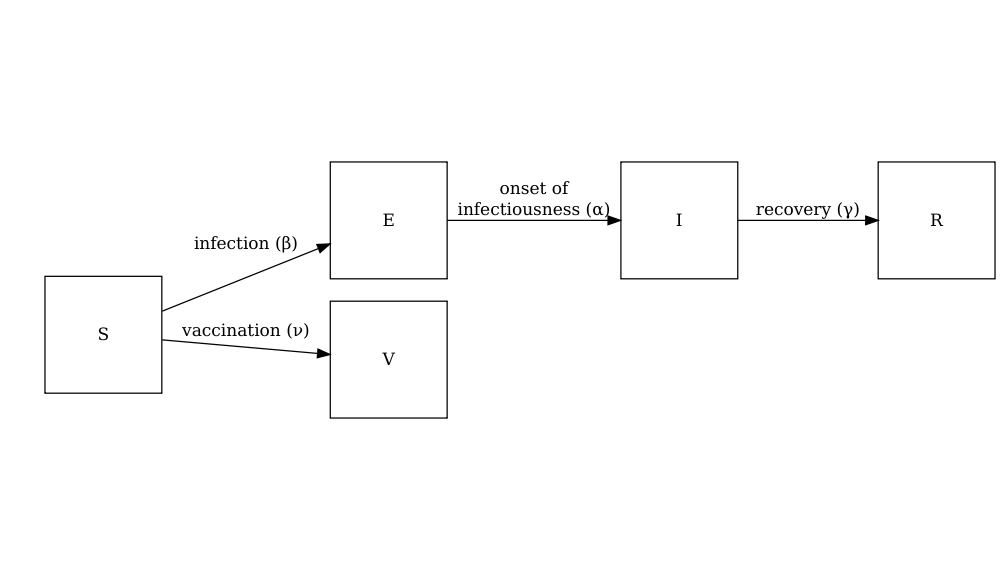 S
infection (β)
vaccination (ν)
E
V
onset of
infectiousness (α)
I
recovery (γ)
R